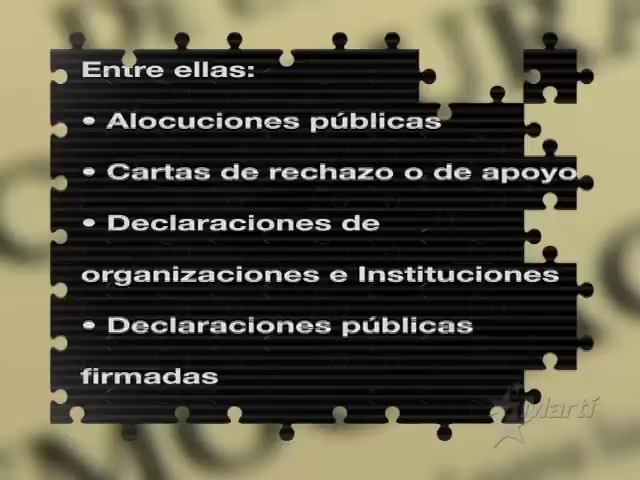 Entre ellas:
• Alocuciones públicas
• Cartas de rechazo o de apoyo
• Declaraciones de
organizaciones e Instituciones
• Declaraciones públicas
firmadas
Martí